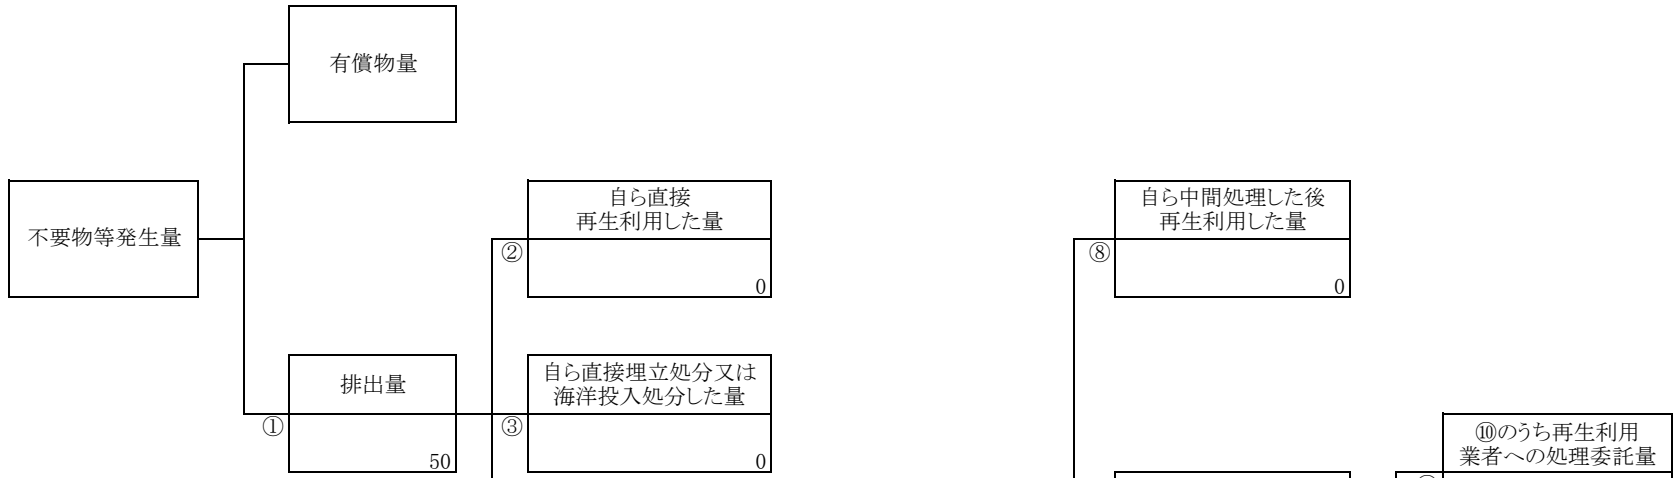 有償物量
不要物等発生量
自ら直接
再生利用した量
②
0
自ら中間処理した後
再生利用した量
⑧
0
排出量
①
50
自ら直接埋立処分又は
海洋投入処分した量
③
0
⑩のうち再生利用
業者への処理委託量